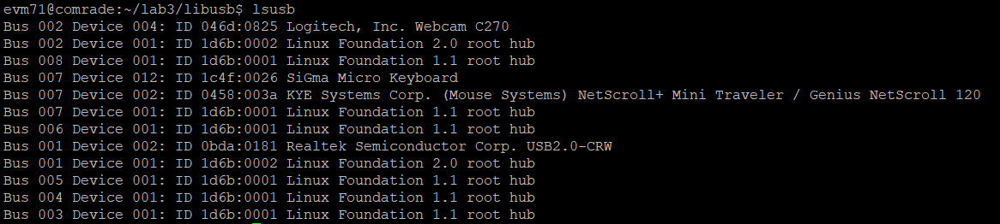 evm71@comrade:~/lab3/libusb$ lsusb
Bus 002 Device 004: ID 046d:0825 Logitech, Inc. Webcam C270
Bus 002 Device 001: ID 1d6b:0002 Linux Foundation 2.0 root hub
Bus 008 Device 001: ID 1d6b:0001 Linux Foundation 1.1 root hub
Bus 007 Device 012: ID 1c4f:0026 SiGma Micro Keyboard
Bus 007 Device 002: ID 0458:003a KYE Systems Corp. (Mouse Systems) NetScroll+ Mini Traveler / Genius NetScroll 120
Bus 007 Device 001: ID 1d6b:0001 Linux Foundation 1.1 root hub
Bus 006 Device 001: ID 1d6b:0001 Linux Foundation 1.1 root hub
Bus 001 Device 002: ID 0bda:0181 Realtek Semiconductor Corp. USB2.0-CRW
Bus 001 Device 001: ID 1d6b:0002 Linux Foundation 2.0 root hub
Bus 005 Device 001: ID 1d6b:0001 Linux Foundation 1.1 root hub
Bus 004 Device 001: ID 1d6b:0001 Linux Foundation 1.1 root hub
Bus 003 Device 001: ID 1d6b:0001 Linux Foundation 1.1 root hub